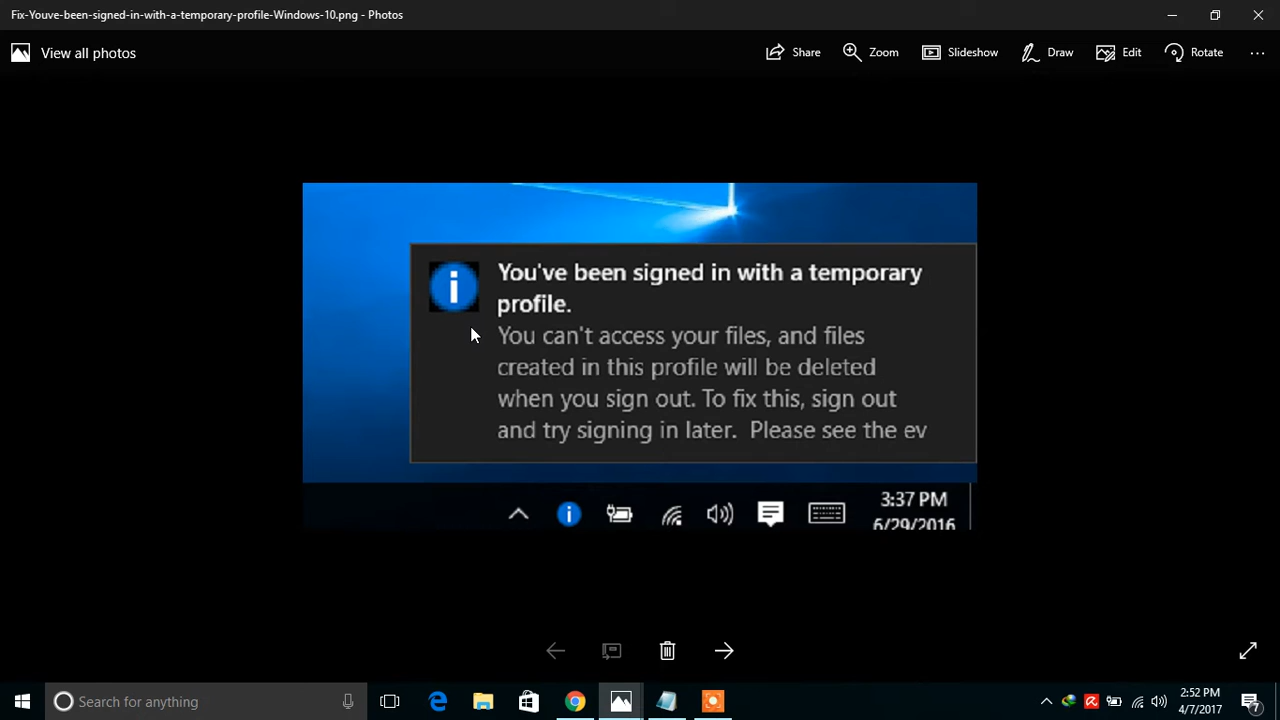 Fix-Youve-been-signed-in-with-a-temporary-profile-Windows-10.png - Photos
View all photos
Share
Zoom
Slideshow
Draw
Edit
Rotate
You've been signed in with a temporary
profile.
You can't access your files, and files
created in this profile will be deleted
when you sign out. To fix this, sign out
and try signing in later.  Please see the ev
3:37 PM
6/29/2016
Search for anything
2:52 PM
4/7/2017
7